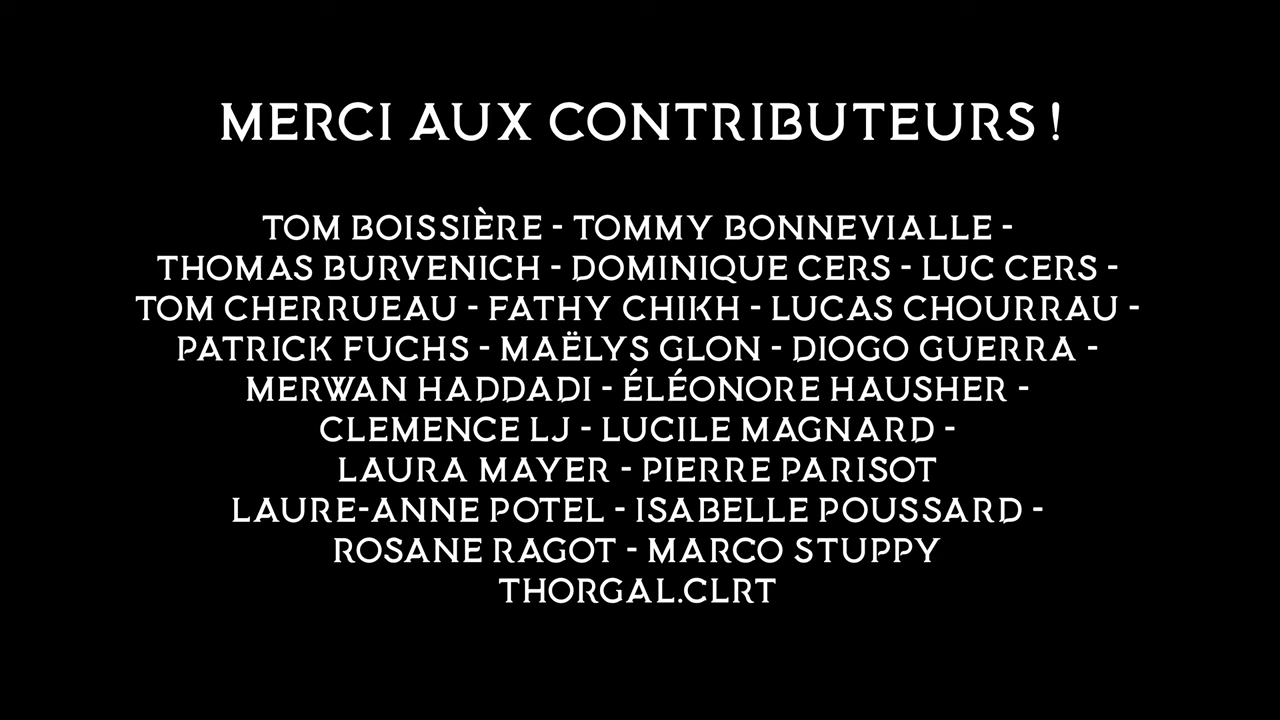 MERCI AUX CONTRIBUTEURS !
TOM BOISSIÈRE - TOMMY BONNEVIALLE -
THOMAS BURVENICH - DOMINIQUE CERS - LUC CERS -
TOM CHERRUEAU - FATHY CHIKH - LUCAS CHOURRAU -
PATRICK FUCHS - MAËLYS GLON - DIOGO GUERRA -
MERWAN HADDADI - ÉLÉONORE HAUSHER -
CLEMENCE LJ - LUCILE MAGNARD -
LAURA MAYER - PIERRE PARISOT
LAURE-ANNE POTEL - ISABELLE POUSSARD -
ROSANE RAGOT - MARCO STUPPY
THORGAL.CLRT